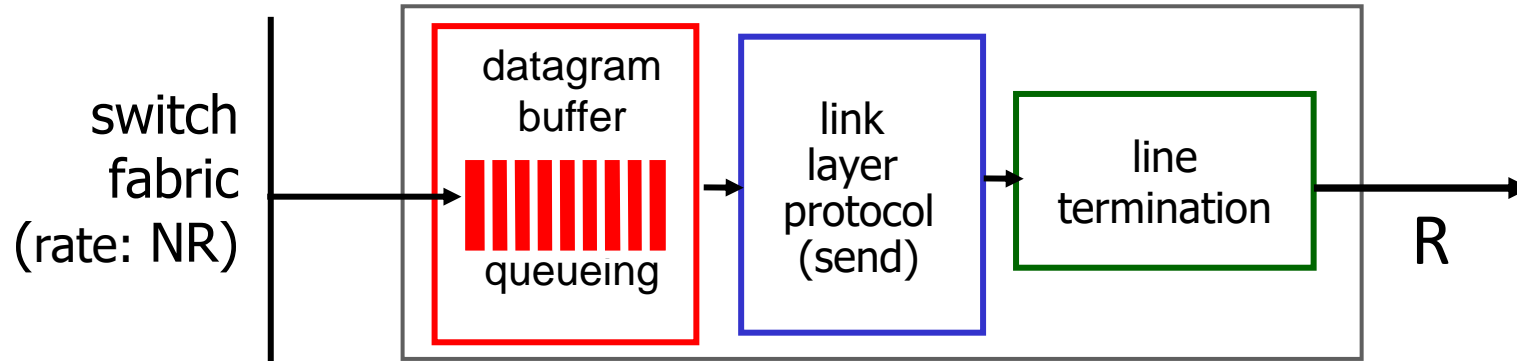 switch
fabric
(rate: NR)
datagram
buffer
queueing
link
layer
protocol
(send)
line
termination
R